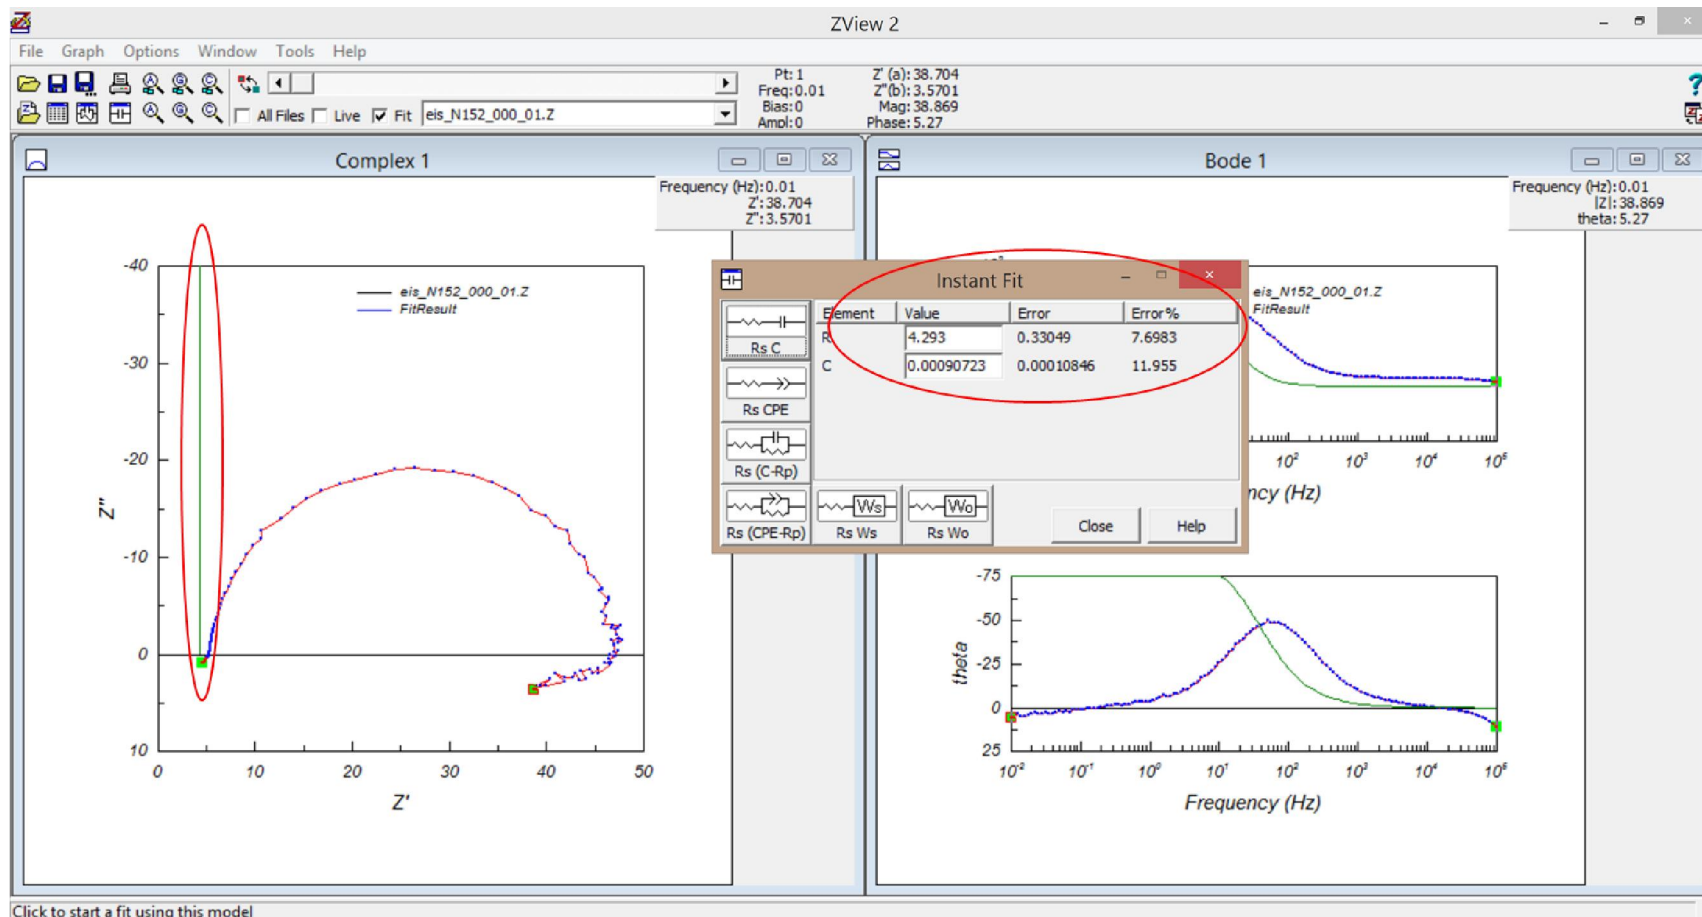 ZView 2
File Graph Options Window Tools Help
Pt: 1
Freq: 0.01
Bias: 0
Ampl: 0
Z' (a): 38.704
Z"(b): 3.5701
Mag: 38.869
Phase: 5.27
All Files Live Fit eis_N152_000_01.Z
Complex 1
Frequency (Hz): 0.01
Z': 38.704
Z": 3.5701
-40
-30
-20
-10
0
10
Z''
eis_N152_000_01.Z
FitResult
0 10 20 30 40 50
Z'
Bode 1
Frequency (Hz): 0.01
|Z|: 38.869
theta: 5.27
eis_N152_000_01.Z
FitResult
10² 10³ 10⁴ 10⁵
ncy (Hz)
Instant Fit
Element Value Error Error%
R 4.293 0.33049 7.6983
C 0.00090723 0.00010846 11.955
Rs C
Rs CPE
Rs (C-Rp)
Rs (CPE-Rp)
Ws
Rs Ws
Wo
Rs Wo
Close Help
-75
-50
-25
0
25
theta
10⁻² 10⁻¹ 10⁰ 10¹ 10² 10³ 10⁴ 10⁵
Frequency (Hz)
Click to start a fit using this model